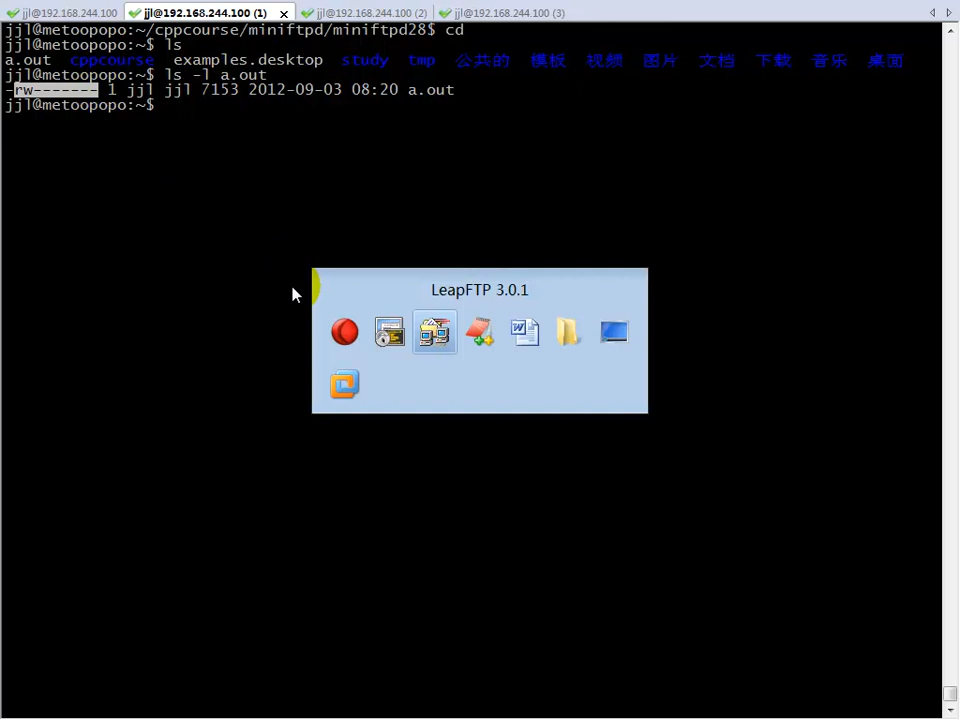 jjl@192.168.244.100 jjl@192.168.244.100 (1) jjl@192.168.244.100 (2) jjl@192.168.244.100 (3)
jjl@metoopopo:~/cppcourse/miniftpd/miniftpd28$ cd
jjl@metoopopo:~$ ls
a.out cppcourse examples.desktop study tmp 公共的 模板 视频 图片 文档 下载 音乐 桌面
jjl@metoopopo:~$ ls -l a.out
-rw------- 1 jjl jjl 7153 2012-09-03 08:20 a.out
jjl@metoopopo:~$
LeapFTP 3.0.1